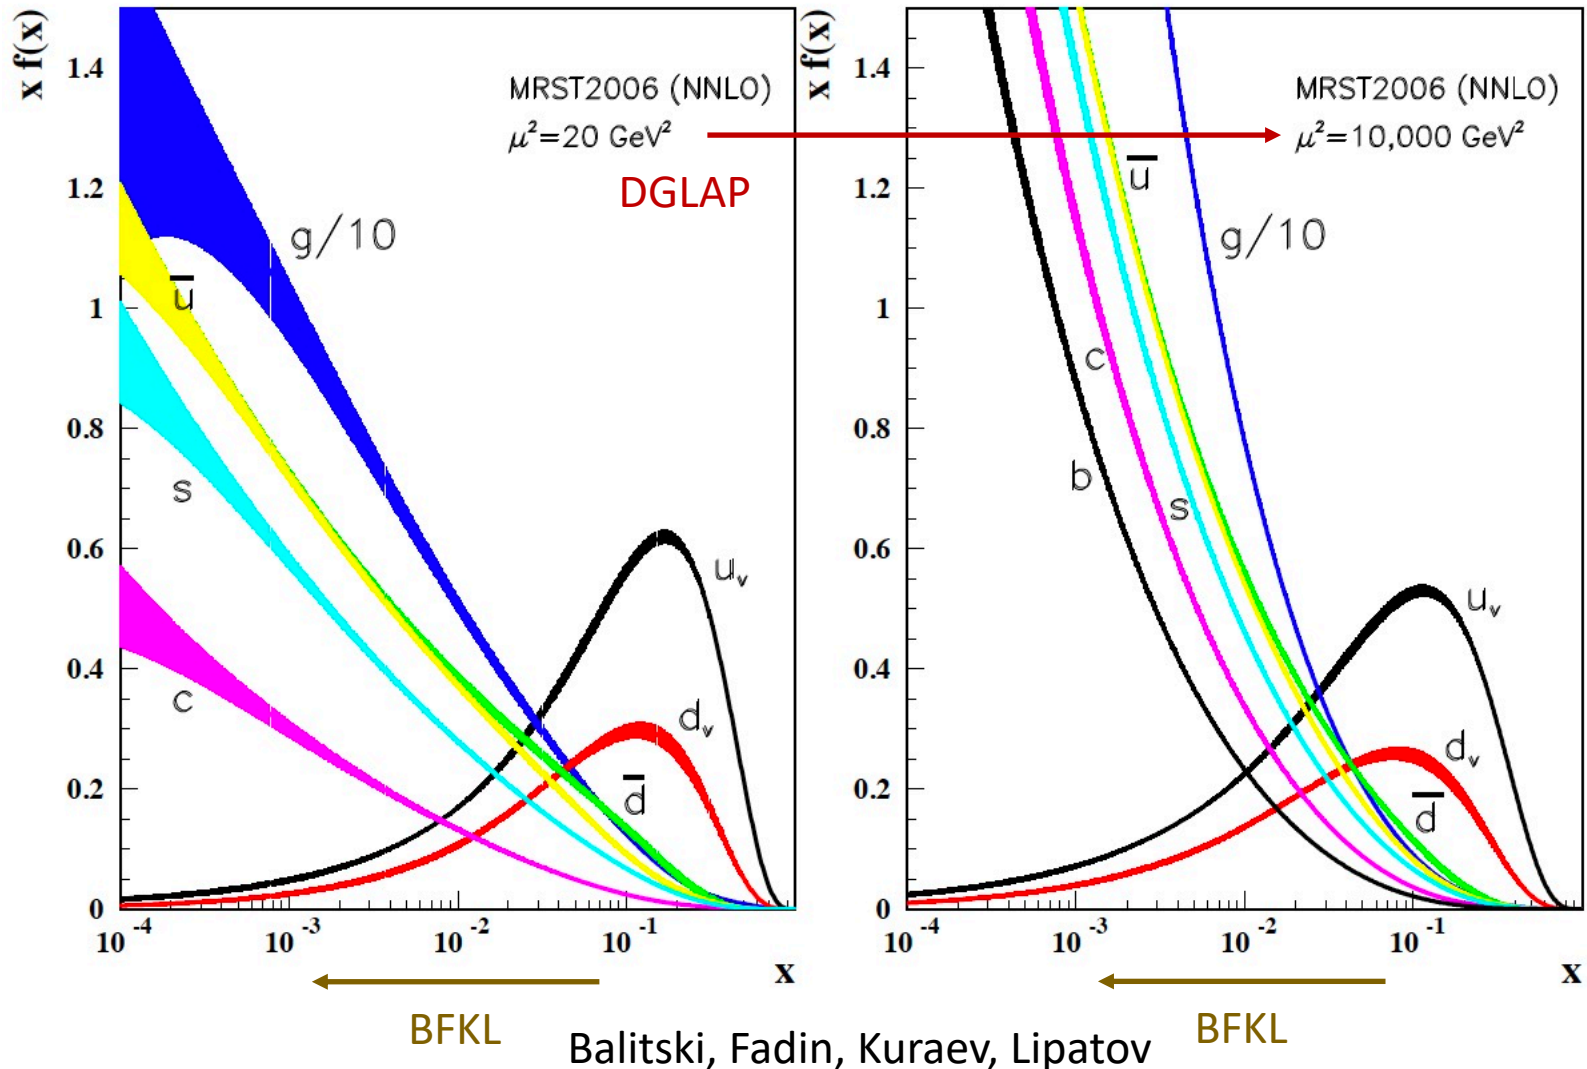 x f(x)
1.4
1.2
1
0.8
0.6
0.4
0.2
0
MRST2006 (NNLO)
μ²=20 GeV²
DGLAP
g/10
u̅
s
c
u_v
d_v
d̅
10⁻⁴
10⁻³
10⁻²
10⁻¹
x
BFKL
x f(x)
1.4
1.2
1
0.8
0.6
0.4
0.2
0
MRST2006 (NNLO)
μ²=10,000 GeV²
u̅
g/10
c
b
s
u_v
d_v
d̅
10⁻⁴
10⁻³
10⁻²
10⁻¹
x
BFKL
Balitski, Fadin, Kuraev, Lipatov